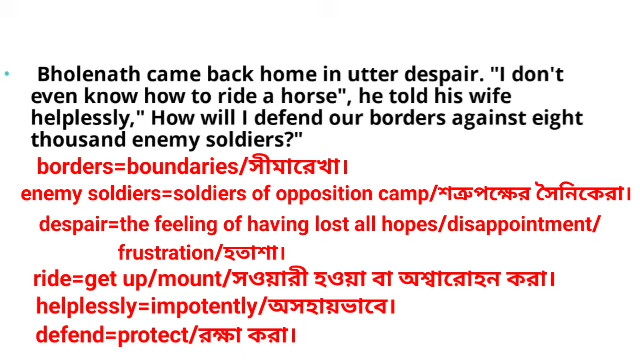 • Bholenath came back home in utter despair. "I don't
even know how to ride a horse", he told his wife
helplessly," How will I defend our borders against eight
thousand enemy soldiers?"
borders=boundaries/সীমারেখা।
enemy soldiers=soldiers of opposition camp/শত্রুপক্ষের সৈনিকেরা।
despair=the feeling of having lost all hopes/disappointment/
frustration/হতাশা।
ride=get up/mount/সওয়ারী হওয়া বা অশ্বারোহন করা।
helplessly=impotently/অসহায়ভাবে।
defend=protect/রক্ষা করা।